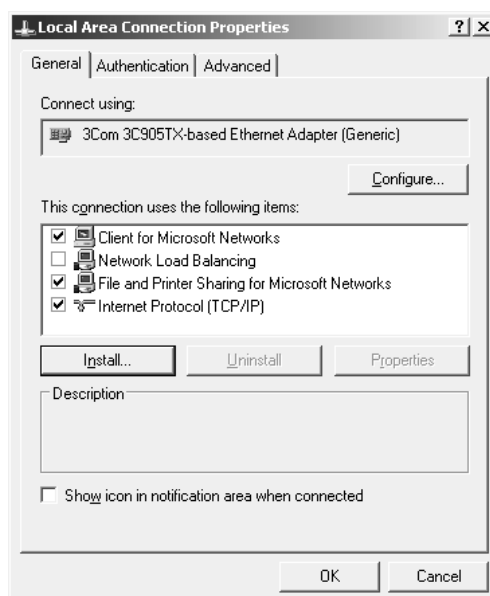 Local Area Connection Properties
General Authentication Advanced
Connect using:
3Com 3C905TX-based Ethernet Adapter (Generic)
Configure...
This connection uses the following items:
Client for Microsoft Networks
Network Load Balancing
File and Printer Sharing for Microsoft Networks
Internet Protocol (TCP/IP)
Install... Uninstall Properties
Description
Show icon in notification area when connected
OK Cancel